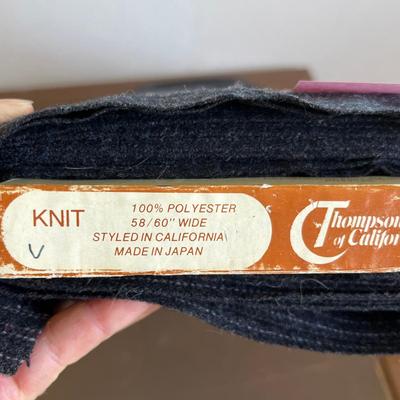 KNIT
100% POLYESTER
58/60" WIDE
STYLED IN CALIFORNIA
MADE IN JAPAN
V
Thompson
of Califor